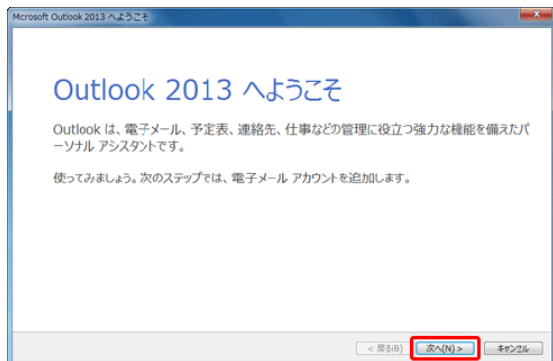 Mcrosoft Outlook 2013 へようこそ
Outlook 2013 へようこそ
Outlook は、電子メール、予定表、連絡先、仕事などの管理に役立つ強力な機能を備えたパ
ーソナル アシスタントです。
使ってみましょう。次のステップでは、電子メール アカウントを追加します。
< 戻る(B) 次へ(N) > キャンセル